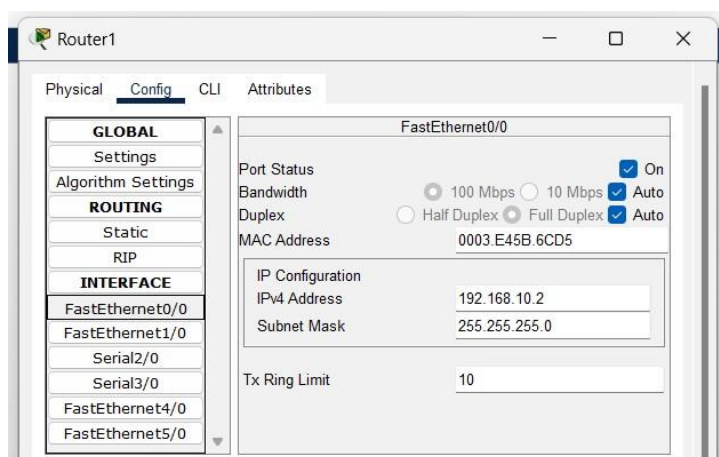 Router1
Physical Config CLI Attributes
GLOBAL
Settings
Algorithm Settings
ROUTING
Static
RIP
INTERFACE
FastEthernet0/0
FastEthernet1/0
Serial2/0
Serial3/0
FastEthernet4/0
FastEthernet5/0
FastEthernet0/0
Port Status On
Bandwidth 100 Mbps 10 Mbps Auto
Duplex Half Duplex Full Duplex Auto
MAC Address 0003.E45B.6CD5
IP Configuration
IPv4 Address 192.168.10.2
Subnet Mask 255.255.255.0
Tx Ring Limit 10